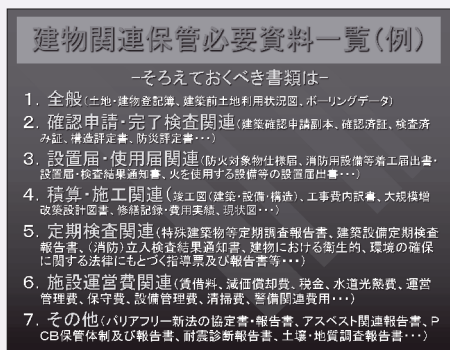 建物関連保管必要資料一覧(例)
-そろえておくべき書類は-
1. 全般(土地・建物登記簿、建築前土地利用状況図、ボーリングデータ)
2. 確認申請・完了検査関連(建築確認申請副本、確認済証、検査済
み証、構造評定書、防災評定書・・・)
3. 設置届・使用届関連(防火対象物仕様届、消防用設備等着工届出書・
設置届・検査結果通知書、火を使用する設備等の設置届出書・・・)
4. 積算・施工関連(竣工図(建築・設備・構造)、工事費内訳書、大規模増
改築設計図書、修繕記録・費用実績、現状図・・・)
5. 定期検査関連(特殊建築物等定期調査報告書、建築設備定期検査
報告書、(消防)立入検査結果通知書、建物における衛生的、環境の確保
に関する法律にもとづく指導票及び報告書等・・・)
6. 施設運営費関連(賃借料、減価償却費、税金、水道光熱費、運営
管理費、保守費、設備管理費、清掃費、警備関連費用・・・)
7. その他(バリアフリー新法の協定書・報告書、アスベスト関連報告書、P
CB保管体制及び報告書、耐震診断報告書、土壌・地質調査報告書・・・)